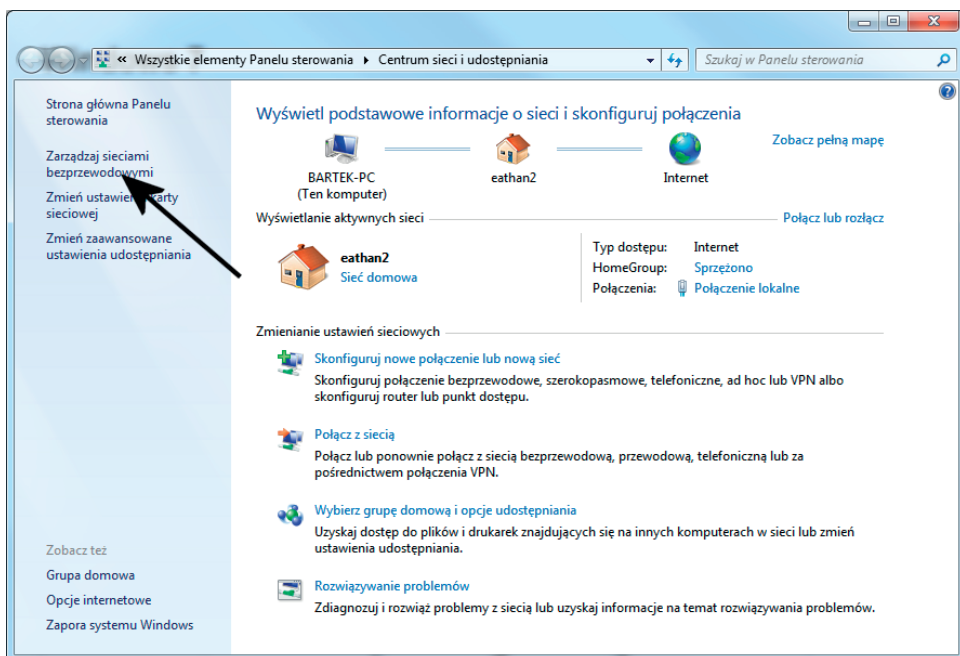 « Wszystkie elementy Panelu sterowania ▸ Centrum sieci i udostępniania
Szukaj w Panelu sterowania
Strona główna Panelu
sterowania
Zarządzaj sieciami
bezprzewodowymi
Zmień ustawienia karty
sieciowej
Zmień zaawansowane
ustawienia udostępniania
Zobacz też
Grupa domowa
Opcje internetowe
Zapora systemu Windows
Wyświetl podstawowe informacje o sieci i skonfiguruj połączenia
Zobacz pełną mapę
BARTEK-PC
(Ten komputer)
eathan2
Internet
Wyświetlanie aktywnych sieci
Połącz lub rozłącz
eathan2
Sieć domowa
Typ dostępu: Internet
HomeGroup: Sprzężono
Połączenia: Połączenie lokalne
Zmienianie ustawień sieciowych
Skonfiguruj nowe połączenie lub nową sieć
Skonfiguruj połączenie bezprzewodowe, szerokopasmowe, telefoniczne, ad hoc lub VPN albo
skonfiguruj router lub punkt dostępu.
Połącz z siecią
Połącz lub ponownie połącz z siecią bezprzewodową, przewodową, telefoniczną lub za
pośrednictwem połączenia VPN.
Wybierz grupę domową i opcje udostępniania
Uzyskaj dostęp do plików i drukarek znajdujących się na innych komputerach w sieci lub zmień
ustawienia udostępniania.
Rozwiązywanie problemów
Zdiagnozuj i rozwiąż problemy z siecią lub uzyskaj informacje na temat rozwiązywania problemów.